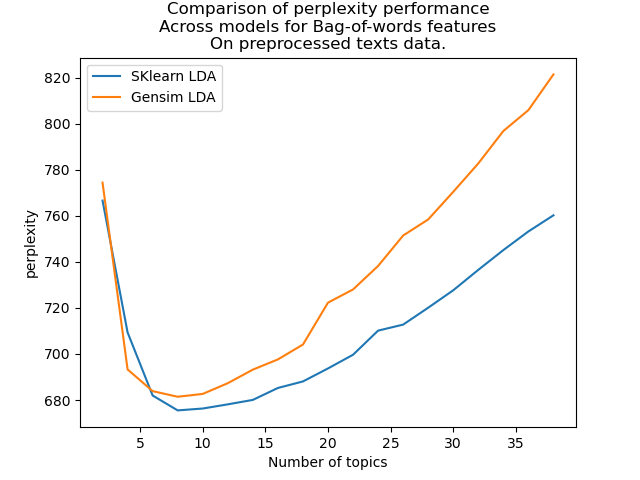 Comparison of perplexity performance
Across models for Bag-of-words features
On preprocessed texts data.
SKlearn LDA
Gensim LDA
820
800
780
760
740
720
700
680
perplexity
5
10
15
20
25
30
35
Number of topics